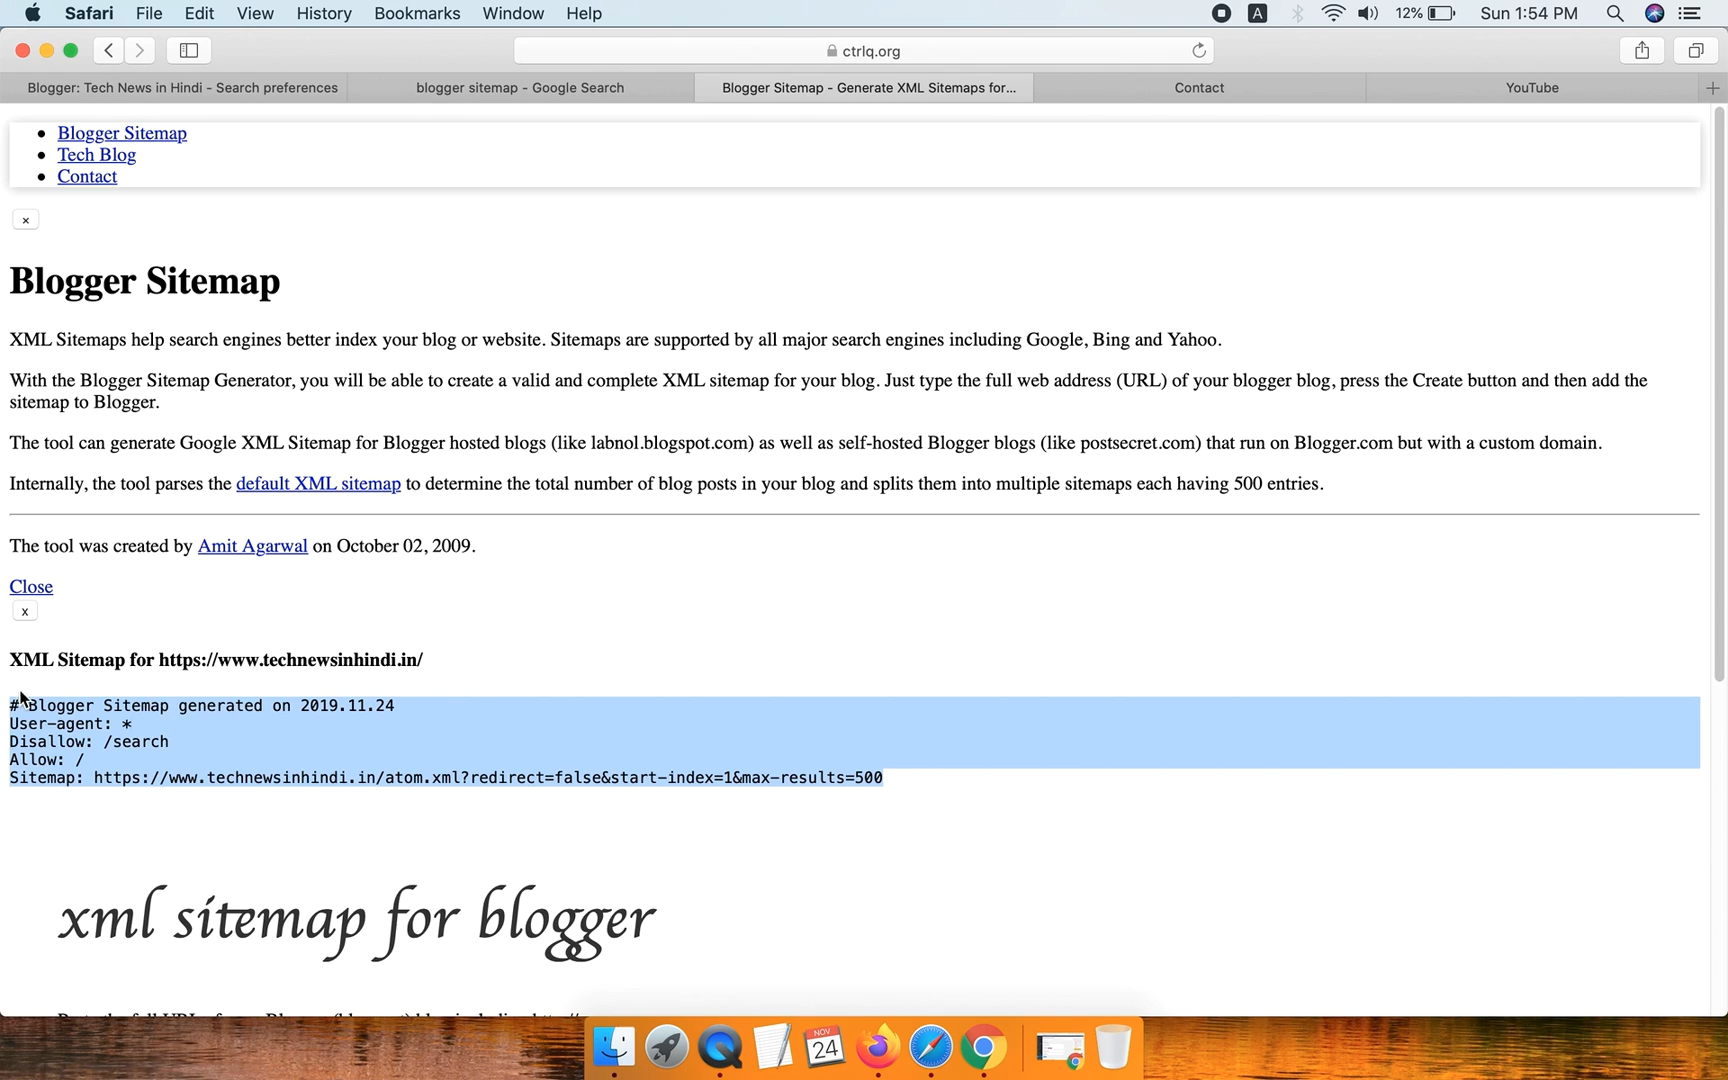 Safari File Edit View History Bookmarks Window Help A 12% Sun 1:54 PM
ctrlq.org
Blogger: Tech News in Hindi - Search preferences blogger sitemap - Google Search Blogger Sitemap - Generate XML Sitemaps for... Contact YouTube
Blogger Sitemap
Tech Blog
Contact
×
Blogger Sitemap
XML Sitemaps help search engines better index your blog or website. Sitemaps are supported by all major search engines including Google, Bing and Yahoo.
With the Blogger Sitemap Generator, you will be able to create a valid and complete XML sitemap for your blog. Just type the full web address (URL) of your blogger blog, press the Create button and then add the
sitemap to Blogger.
The tool can generate Google XML Sitemap for Blogger hosted blogs (like labnol.blogspot.com) as well as self-hosted Blogger blogs (like postsecret.com) that run on Blogger.com but with a custom domain.
Internally, the tool parses the default XML sitemap to determine the total number of blog posts in your blog and splits them into multiple sitemaps each having 500 entries.
The tool was created by Amit Agarwal on October 02, 2009.
Close
x
XML Sitemap for https://www.technewsinhindi.in/
# Blogger Sitemap generated on 2019.11.24
User-agent: *
Disallow: /search
Allow: /
Sitemap: https://www.technewsinhindi.in/atom.xml?redirect=false&start-index=1&max-results=500
xml sitemap for blogger
NOV
24